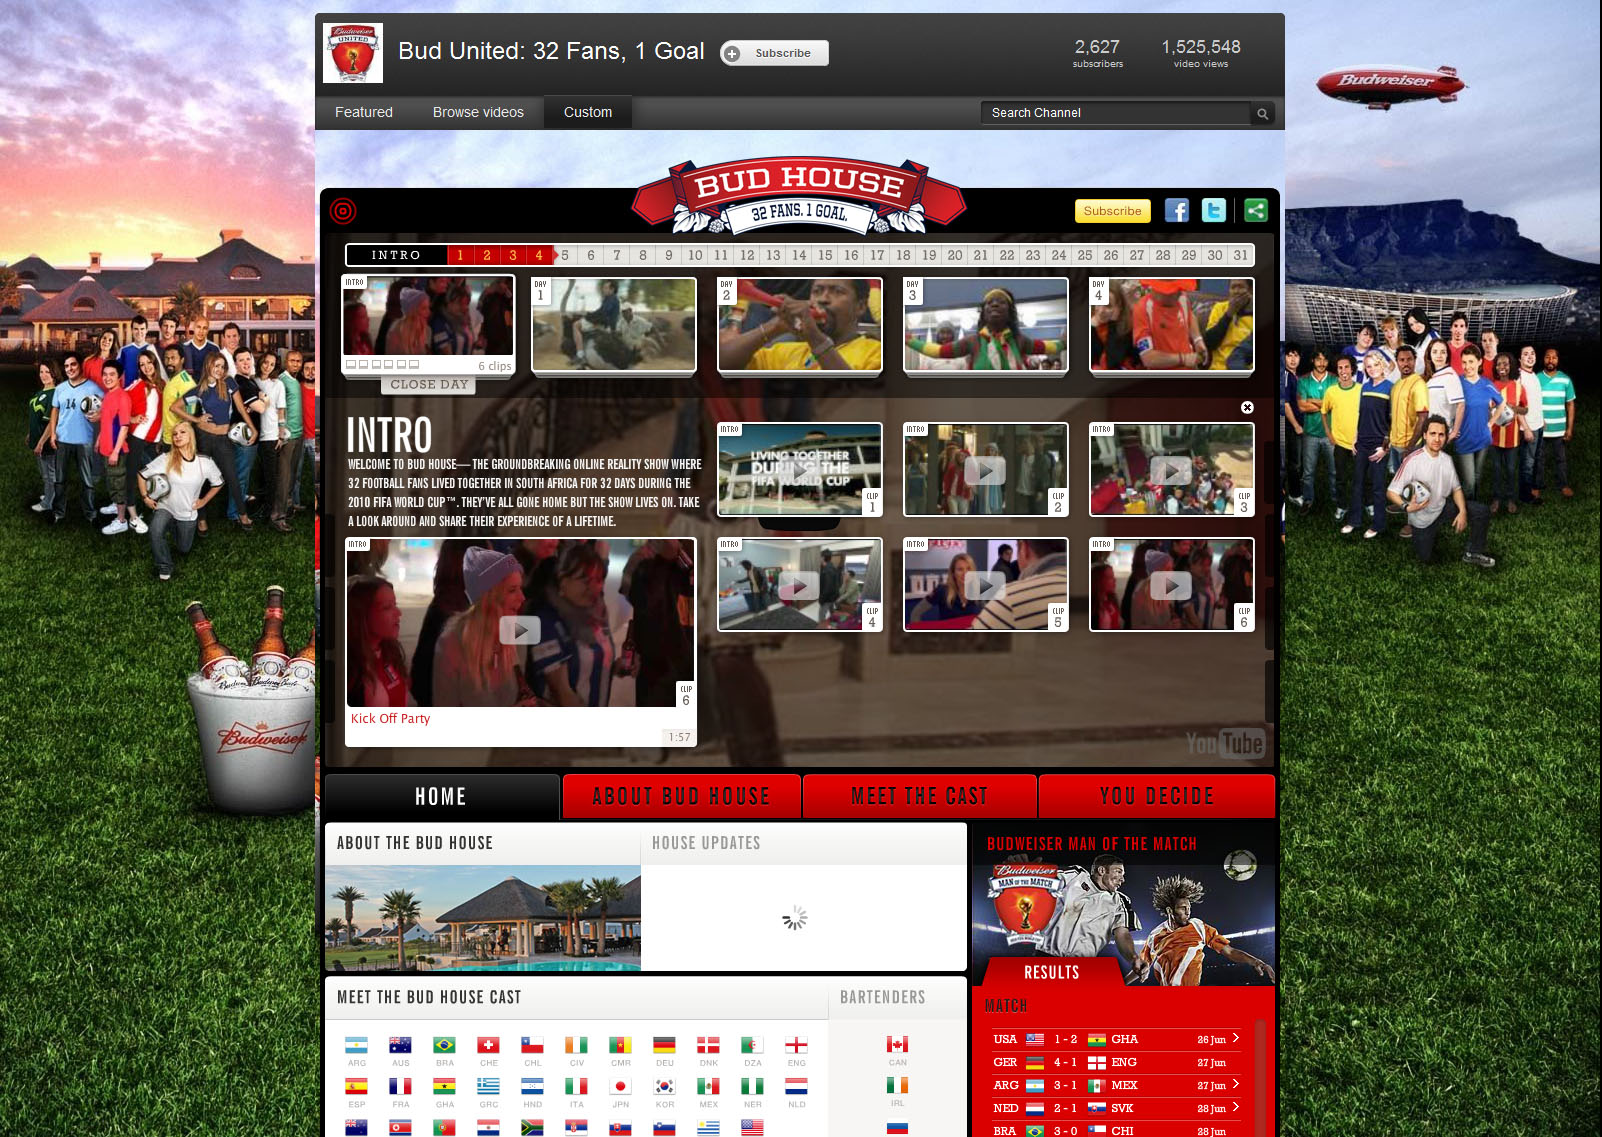 Budweiser
UNITED
Bud United: 32 Fans, 1 Goal
Subscribe
2,627
subscribers
1,525,548
video views
Featured
Browse videos
Custom
Search Channel
Budweiser
BUD HOUSE
32 FANS. 1 GOAL.
Subscribe
INTRO 1 2 3 4 5 6 7 8 9 10 11 12 13 14 15 16 17 18 19 20 21 22 23 24 25 26 27 28 29 30 31
INTRO
6 clips
CLOSE DAY
DAY
1
DAY
2
DAY
3
DAY
4
INTRO
WELCOME TO BUD HOUSE— THE GROUNDBREAKING ONLINE REALITY SHOW WHERE
32 FOOTBALL FANS LIVED TOGETHER IN SOUTH AFRICA FOR 32 DAYS DURING THE
2010 FIFA WORLD CUP™. THEY'VE ALL GONE HOME BUT THE SHOW LIVES ON. TAKE
A LOOK AROUND AND SHARE THEIR EXPERIENCE OF A LIFETIME.
INTRO
LIVING TOGETHER
DURING THE
FIFA WORLD CUP
CLIP
1
INTRO
CLIP
2
INTRO
CLIP
3
INTRO
CLIP
6
Kick Off Party
1:57
INTRO
CLIP
4
INTRO
CLIP
5
INTRO
CLIP
6
YouTube
14
Budweiser
HOME
ABOUT BUD HOUSE
MEET THE CAST
YOU DECIDE
ABOUT THE BUD HOUSE
HOUSE UPDATES
BUDWEISER MAN OF THE MATCH
Budweiser
MAN OF THE MATCH
RESULTS
MATCH
USA 1 - 2 GHA 26 Jun
GER 4 - 1 ENG 27 Jun
ARG 3 - 1 MEX 27 Jun
NED 2 - 1 SVK 28 Jun
BRA 3 - 0 CHI 28 Jun
MEET THE BUD HOUSE CAST
BARTENDERS
ARG AUS BRA CHE CHL CIV CMR DEU DNK DZA ENG
CAN
ESP FRA GHA GRC HND ITA JPN KOR MEX NER NLD
IRL